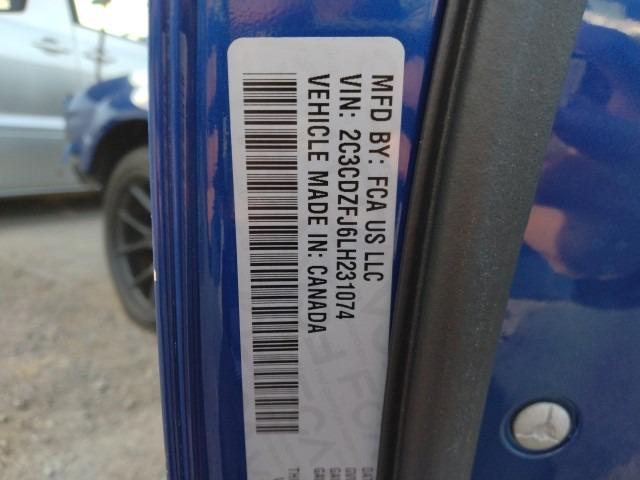 MFD BY: FCA US LLC
VIN: 2C3CDZFJ6LH231074
VEHICLE MADE IN: CANADA